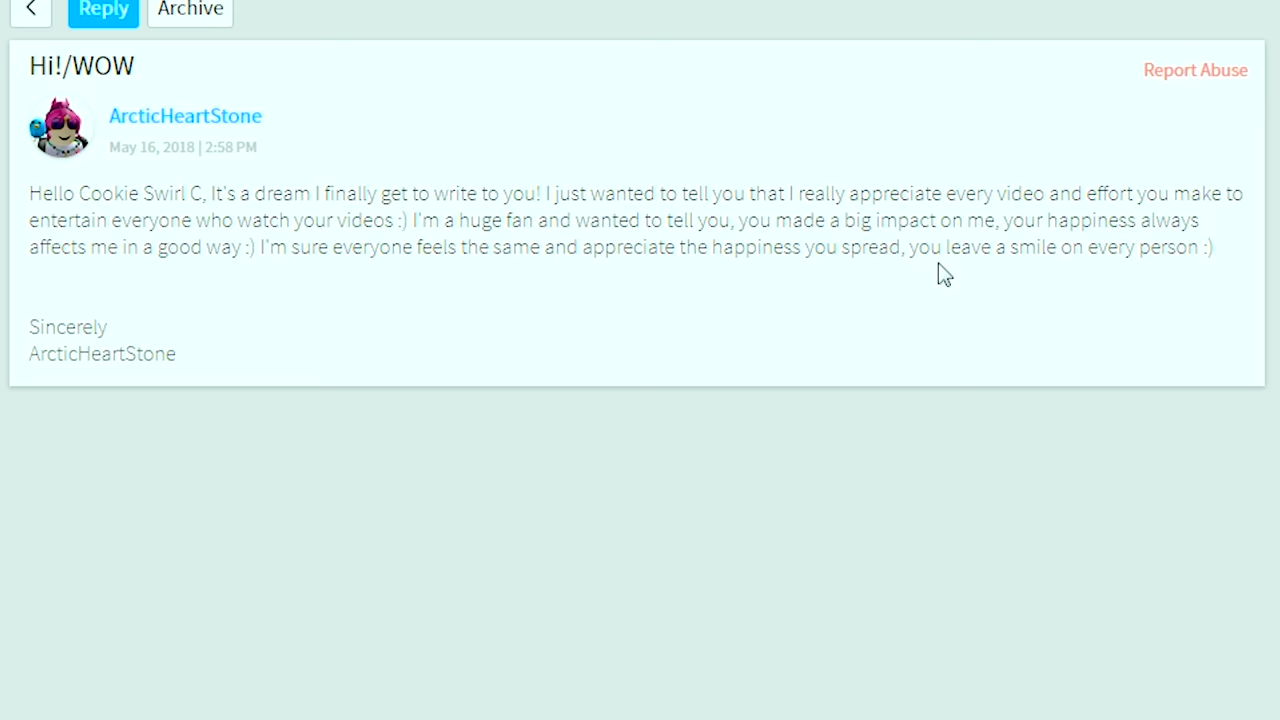 Reply Archive
Hi!/WOW
Report Abuse
ArcticHeartStone
May 16, 2018 | 2:58 PM
Hello Cookie Swirl C, It's a dream I finally get to write to you! I just wanted to tell you that I really appreciate every video and effort you make to
entertain everyone who watch your videos :) I'm a huge fan and wanted to tell you, you made a big impact on me, your happiness always
affects me in a good way :) I'm sure everyone feels the same and appreciate the happiness you spread, you leave a smile on every person :)
Sincerely
ArcticHeartStone